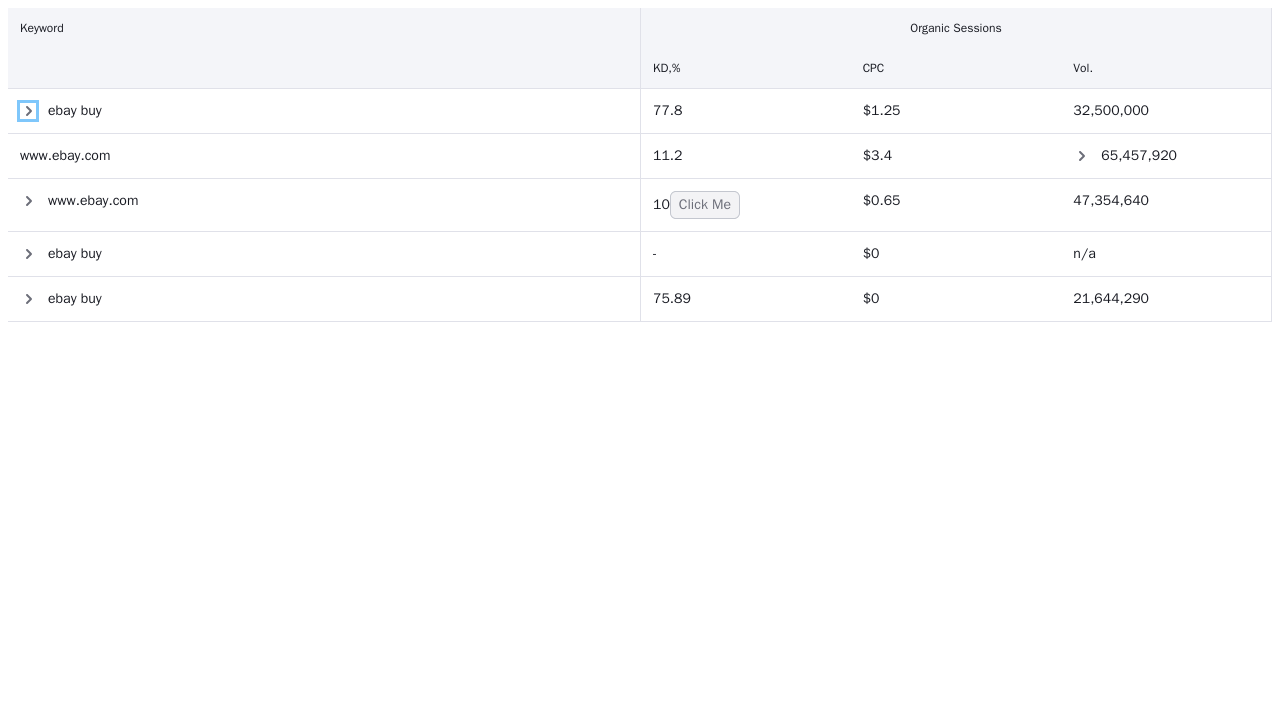 Keyword Organic Sessions
KD,% CPC Vol.
ebay buy 77.8 $1.25 32,500,000
www.ebay.com 11.2 $3.4 65,457,920
www.ebay.com 10 Click Me $0.65 47,354,640
ebay buy - $0 n/a
ebay buy 75.89 $0 21,644,290